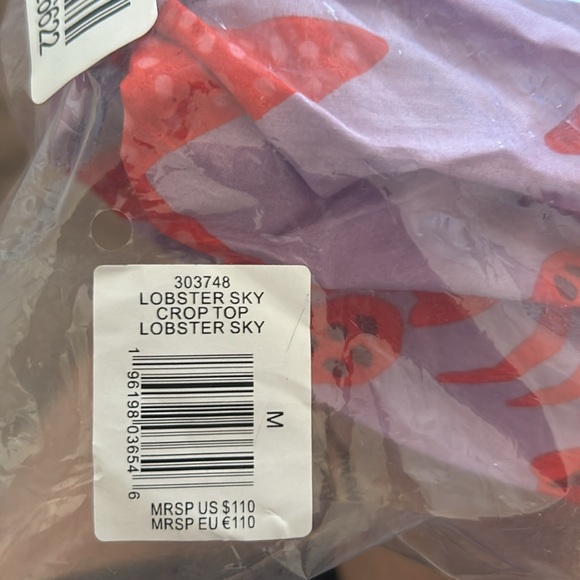 303748
LOBSTER SKY
CROP TOP
LOBSTER SKY
1 96198 03654 6
M
MRSP US $110
MRSP EU €110